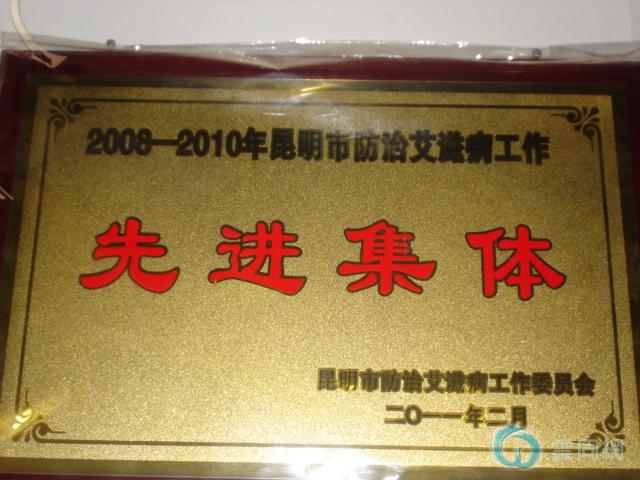 2008—2010年昆明市防治艾滋病工作
先进集体
昆明市防治艾滋病工作委员会
二〇一一年二月